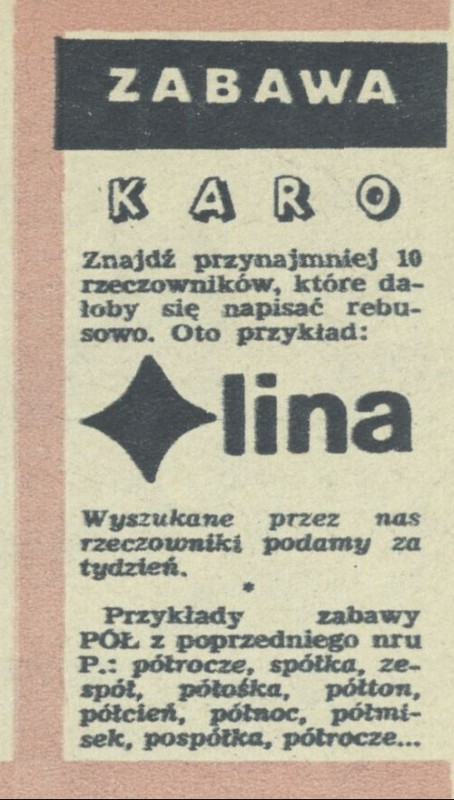 ZABAWA
KARO
Znajdź przynajmniej 10
rzeczowników, które da-
łoby się napisać rebu-
sowo. Oto przykład:
lina
Wyszukane przez nas
rzeczowniki podamy za
tydzień.
*
Przykłady zabawy
PÓŁ z poprzedniego nru
P.: półrocze, spółka, ze-
spół, półośka, półton,
półcień, północ, półmi-
sek, pospółka, półrocze...